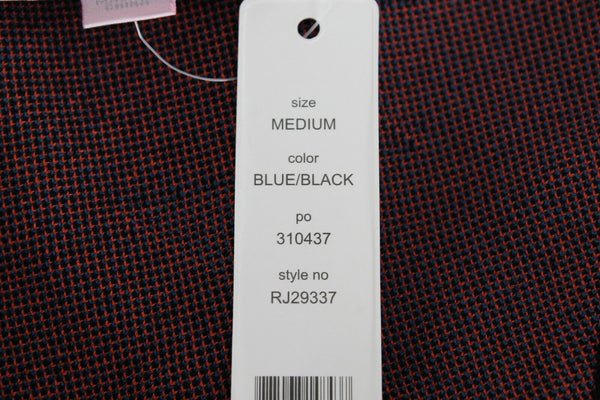 size
MEDIUM
color
BLUE/BLACK
po
310437
style no
RJ29337